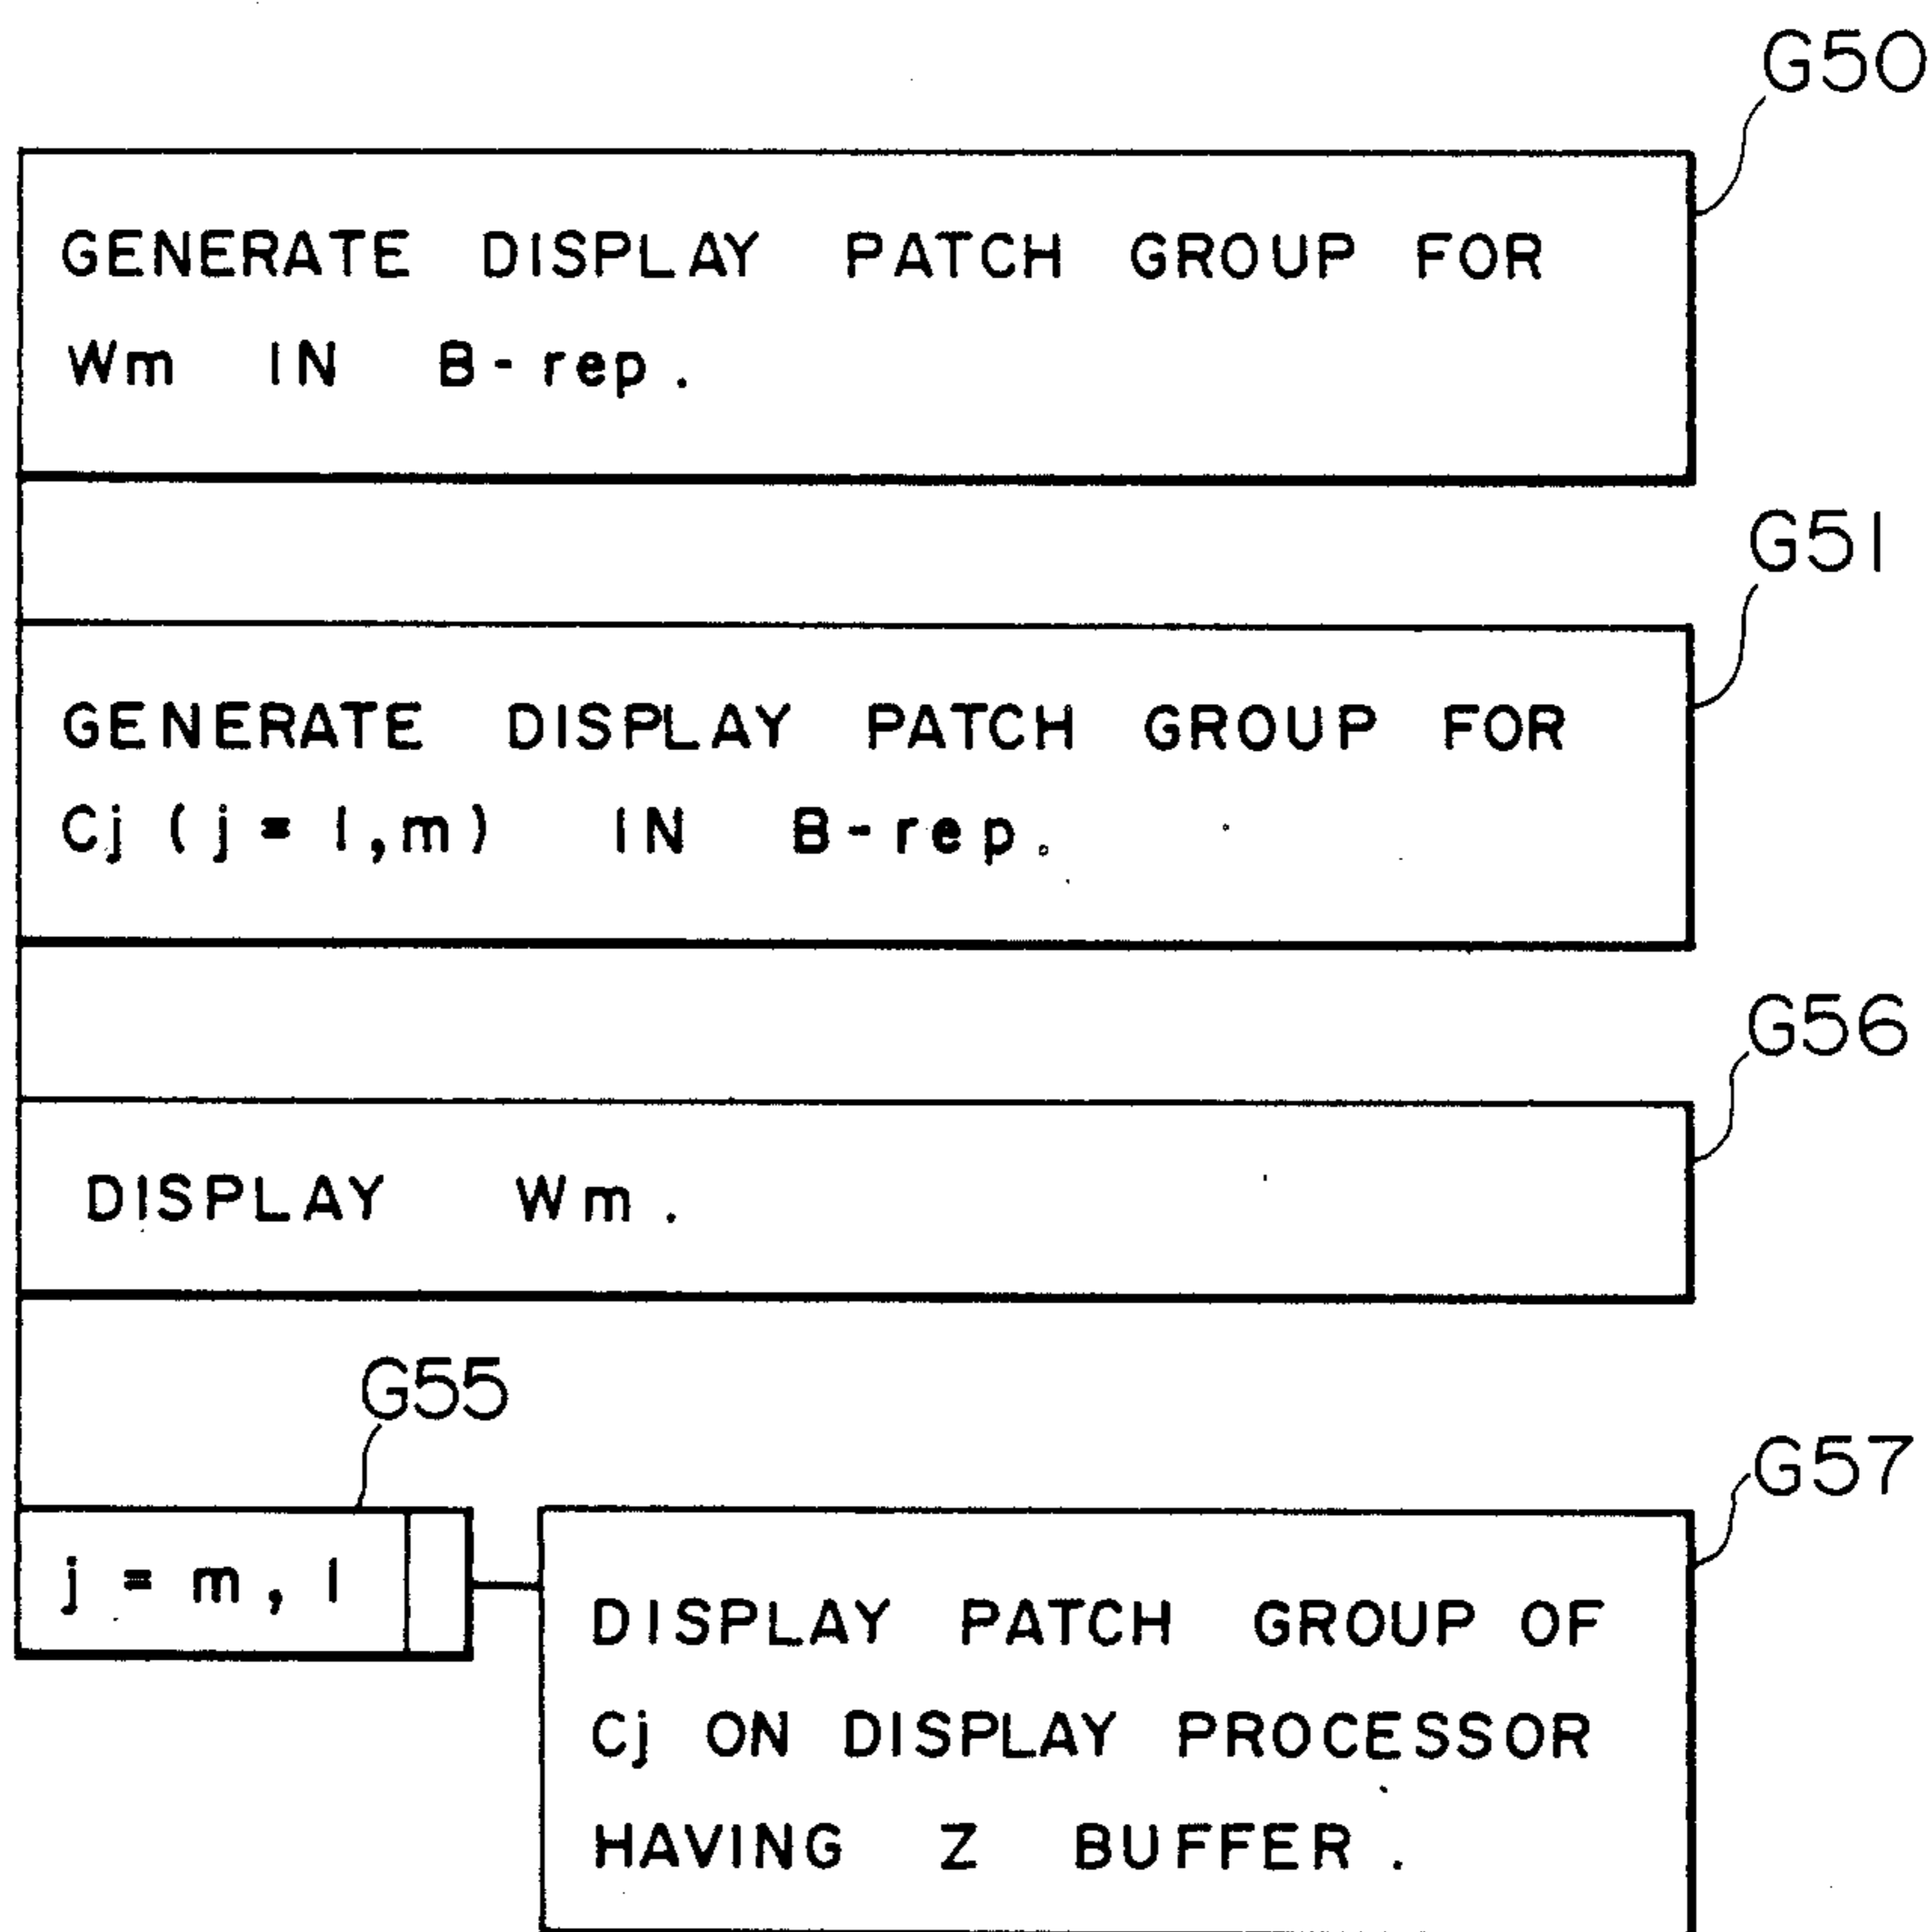 G50
GENERATE DISPLAY PATCH GROUP FOR
Wm IN B-rep.
G51
GENERATE DISPLAY PATCH GROUP FOR
Cj (j = 1,m) IN B-rep.
G56
DISPLAY Wm.
G55
j = m, 1
G57
DISPLAY PATCH GROUP OF
Cj ON DISPLAY PROCESSOR
HAVING Z BUFFER.